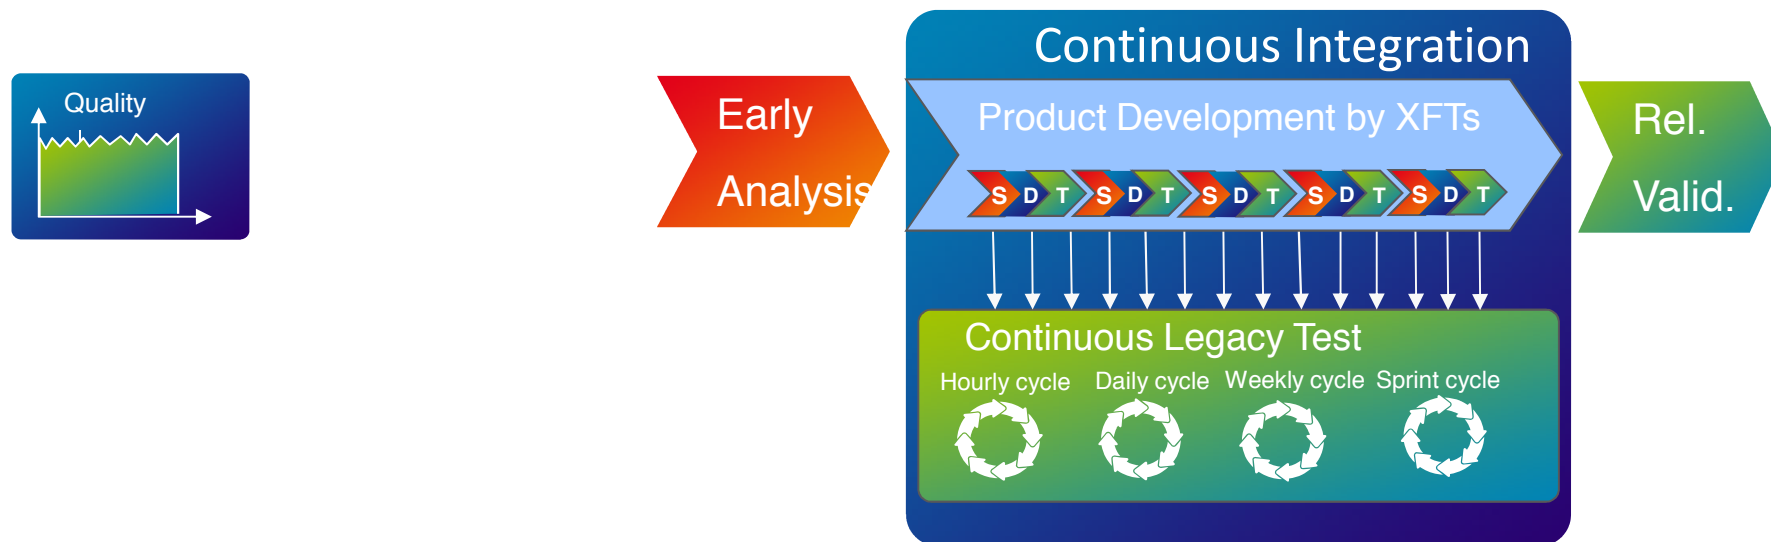 Continuous Integration
Quality
Early
Analysis
Product Development by XFTs
S D T S D T S D T S D T S D T
Rel.
Valid.
Continuous Legacy Test
Hourly cycle Daily cycle Weekly cycle Sprint cycle